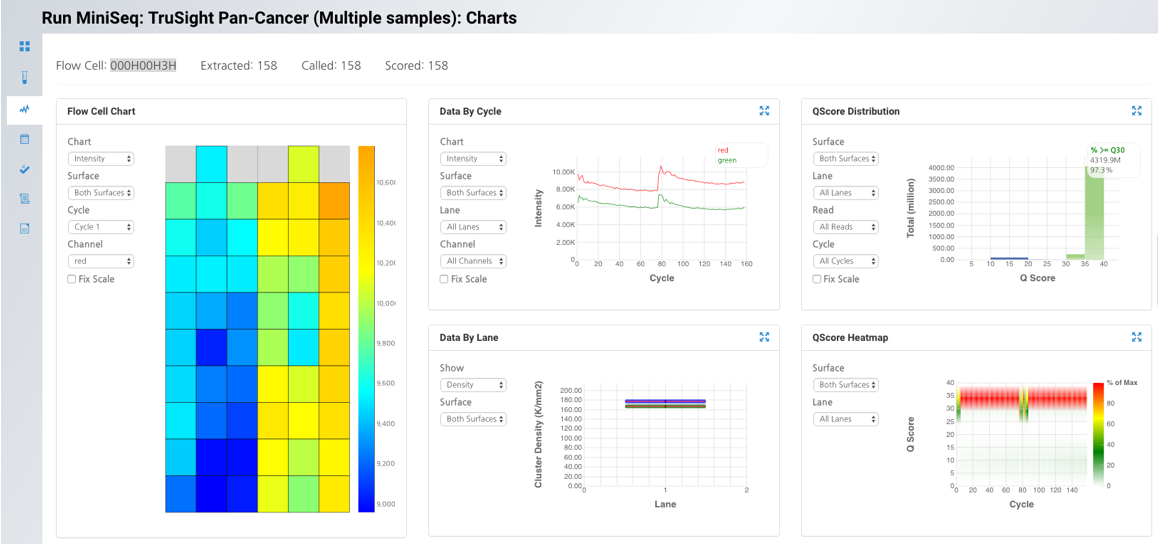 Run MiniSeq: TruSight Pan-Cancer (Multiple samples): Charts
Flow Cell: 000H00H3H Extracted: 158 Called: 158 Scored: 158
Flow Cell Chart
Chart
Intensity
Surface
Both Surfaces
Cycle
Cycle 1
Channel
red
Fix Scale
10,600
10,400
10,200
10,000
9,800
9,600
9,400
9,200
9,000
Data By Cycle
Chart
Intensity
Surface
Both Surfaces
Lane
All Lanes
Channel
All Channels
Fix Scale
red
green
Intensity
10.00K
8.00K
6.00K
4.00K
2.00K
0
0 20 40 60 80 100 120 140 160
Cycle
QScore Distribution
Surface
Both Surfaces
Lane
All Lanes
Read
All Reads
Cycle
All Cycles
Fix Scale
% >= Q30
4319.9M
97.3%
Total (million)
4000.00
3500.00
3000.00
2500.00
2000.00
1500.00
1000.00
500.00
0.00
5 10 15 20 25 30 35 40
Q Score
Data By Lane
Show
Density
Surface
Both Surfaces
Cluster Density (K/mm2)
200.00
180.00
160.00
140.00
120.00
100.00
80.00
60.00
40.00
20.00
0.00
0 1 2
Lane
QScore Heatmap
Surface
Both Surfaces
Lane
All Lanes
Q Score
40
35
30
25
20
15
10
5
0
0 20 40 60 80 100 120 140
Cycle
% of Max
80
60
40
20
0